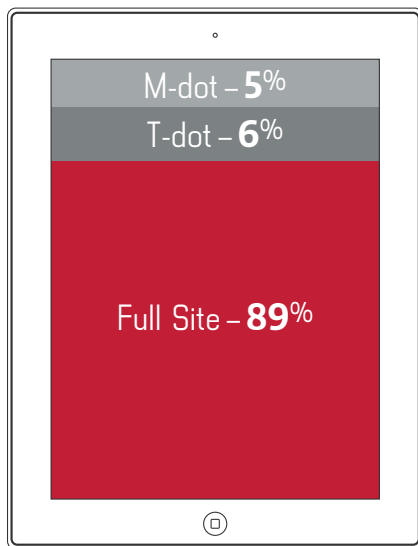 M-dot – 5%
T-dot – 6%
Full Site – 89%